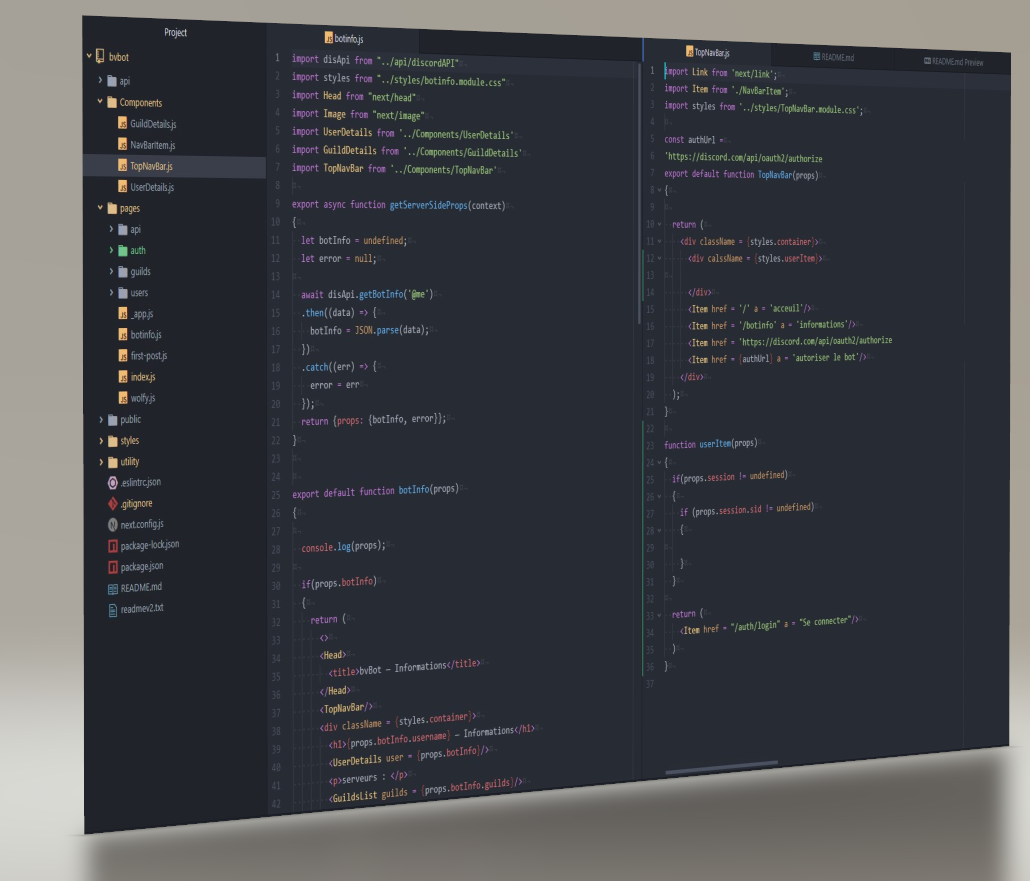 Project
bvbot
api
Components
GuildDetails.js
NavBarItem.js
TopNavBar.js
UserDetails.js
pages
api
auth
guilds
users
_app.js
botinfo.js
first-post.js
index.js
wolfy.js
public
styles
utility
.eslintrc.json
.gitignore
next.config.js
package-lock.json
package.json
README.md
readmev2.txt
botinfo.js
1 import disApi from "../api/discordAPI"
2 import styles from "../styles/botinfo.module.css"
3 import Head from "next/head"
4 import Image from "next/image"
5 import UserDetails from '../Components/UserDetails'
6 import GuildDetails from '../Components/GuildDetails'
7 import TopNavBar from '../Components/TopNavBar'
8
9 export async function getServerSideProps(context)
10 {
11 let botInfo = undefined;
12 let error = null;
13
14 await disApi.getBotInfo('@me')
15 .then((data) => {
16 botInfo = JSON.parse(data);
17 })
18 .catch((err) => {
19 error = err
20 });
21 return {props: {botInfo, error}};
22 }
23
24
25 export default function botInfo(props)
26 {
27
28 console.log(props);
29
30 if(props.botInfo)
31 {
32 return (
33 <>
34 <Head>
35 <title>bvBot – Informations</title>
36 </Head>
37 <TopNavBar/>
38 <div className = {styles.container}>
39 <h1>{props.botInfo.username} – Informations</h1>
40 <UserDetails user = {props.botInfo}/>
41 <p>serveurs : </p>
42 <GuildsList guilds = {props.botInfo.guilds}/>
TopNavBar.js
README.md
README.md Preview
1 import Link from 'next/link';
2 import Item from './NavBarItem';
3 import styles from '../styles/TopNavBar.module.css';
4
5 const authUrl =
6 'https://discord.com/api/oauth2/authorize
7 export default function TopNavBar(props)
8 {
9
10 return (
11 <div className = {styles.container}>
12 <div calssName = {styles.userItem}>
13
14 </div>
15 <Item href = '/' a = 'acceuil'/>
16 <Item href = '/botinfo' a = 'informations'/>
17 <Item href = 'https://discord.com/api/oauth2/authorize
18 <Item href = {authUrl} a = 'autoriser le bot'/>
19 </div>
20 );
21 }
22
23 function userItem(props)
24 {
25 if(props.session != undefined)
26 {
27 if (props.session.sid != undefined)
28 {
29
30 }
31 }
32
33 return (
34 <Item href = "/auth/login" a = "Se connecter"/>
35 )
36 }
37